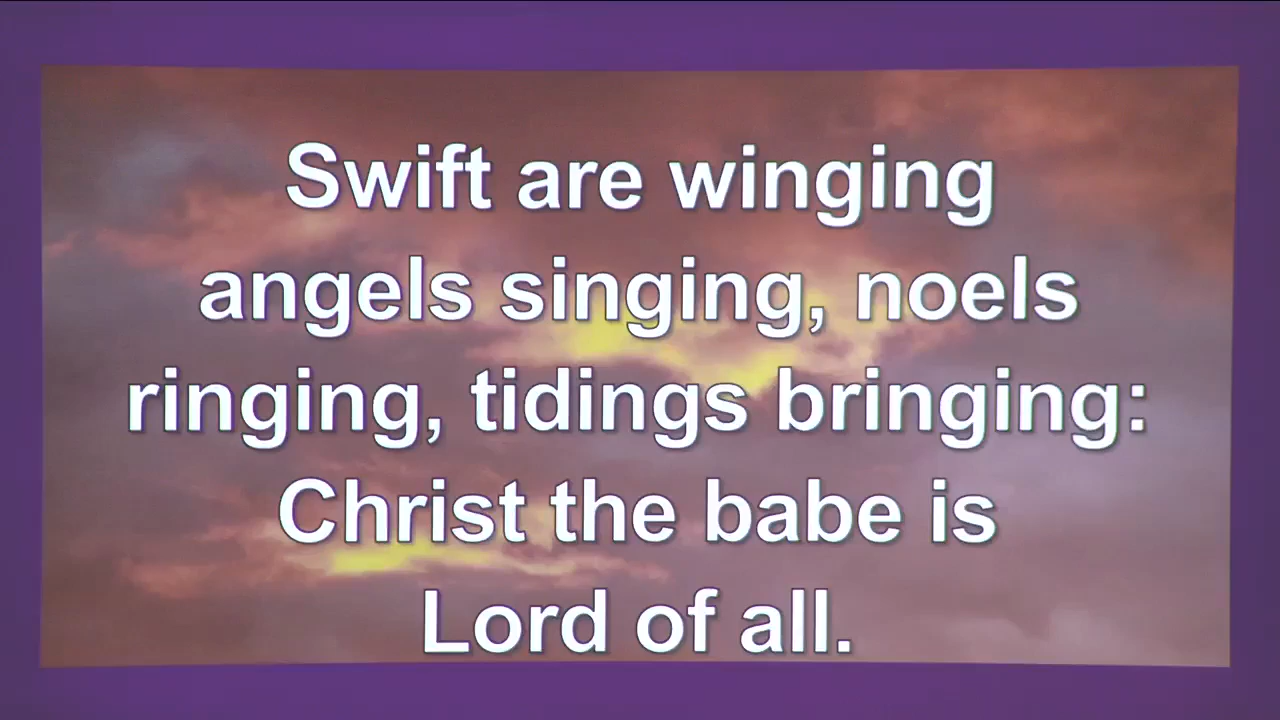 Swift are winging
angels singing, noels
ringing, tidings bringing:
Christ the babe is
Lord of all.